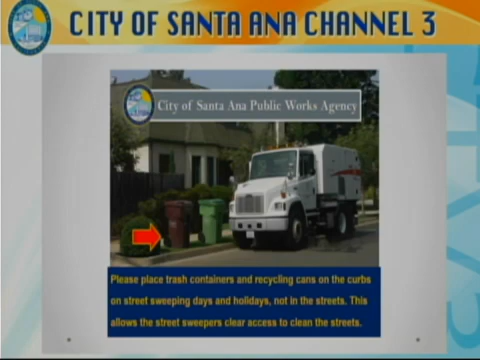 CITY OF SANTA ANA CHANNEL 3
City of Santa Ana Public Works Agency
Please place trash containers and recycling cans on the curbs
on street sweeping days and holidays, not in the streets. This
allows the street sweepers clear access to clean the streets.